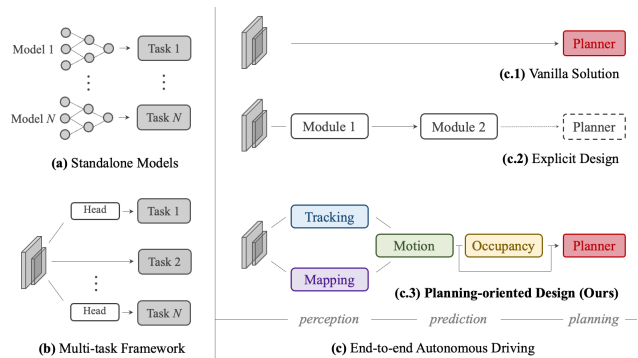 Model 1
Task 1
Model N
Task N
(a) Standalone Models
Head
Task 1
Task 2
Head
Task N
(b) Multi-task Framework
Planner
(c.1) Vanilla Solution
Module 1
Module 2
Planner
(c.2) Explicit Design
Tracking
Motion
Occupancy
Planner
Mapping
(c.3) Planning-oriented Design (Ours)
perception
prediction
planning
(c) End-to-end Autonomous Driving